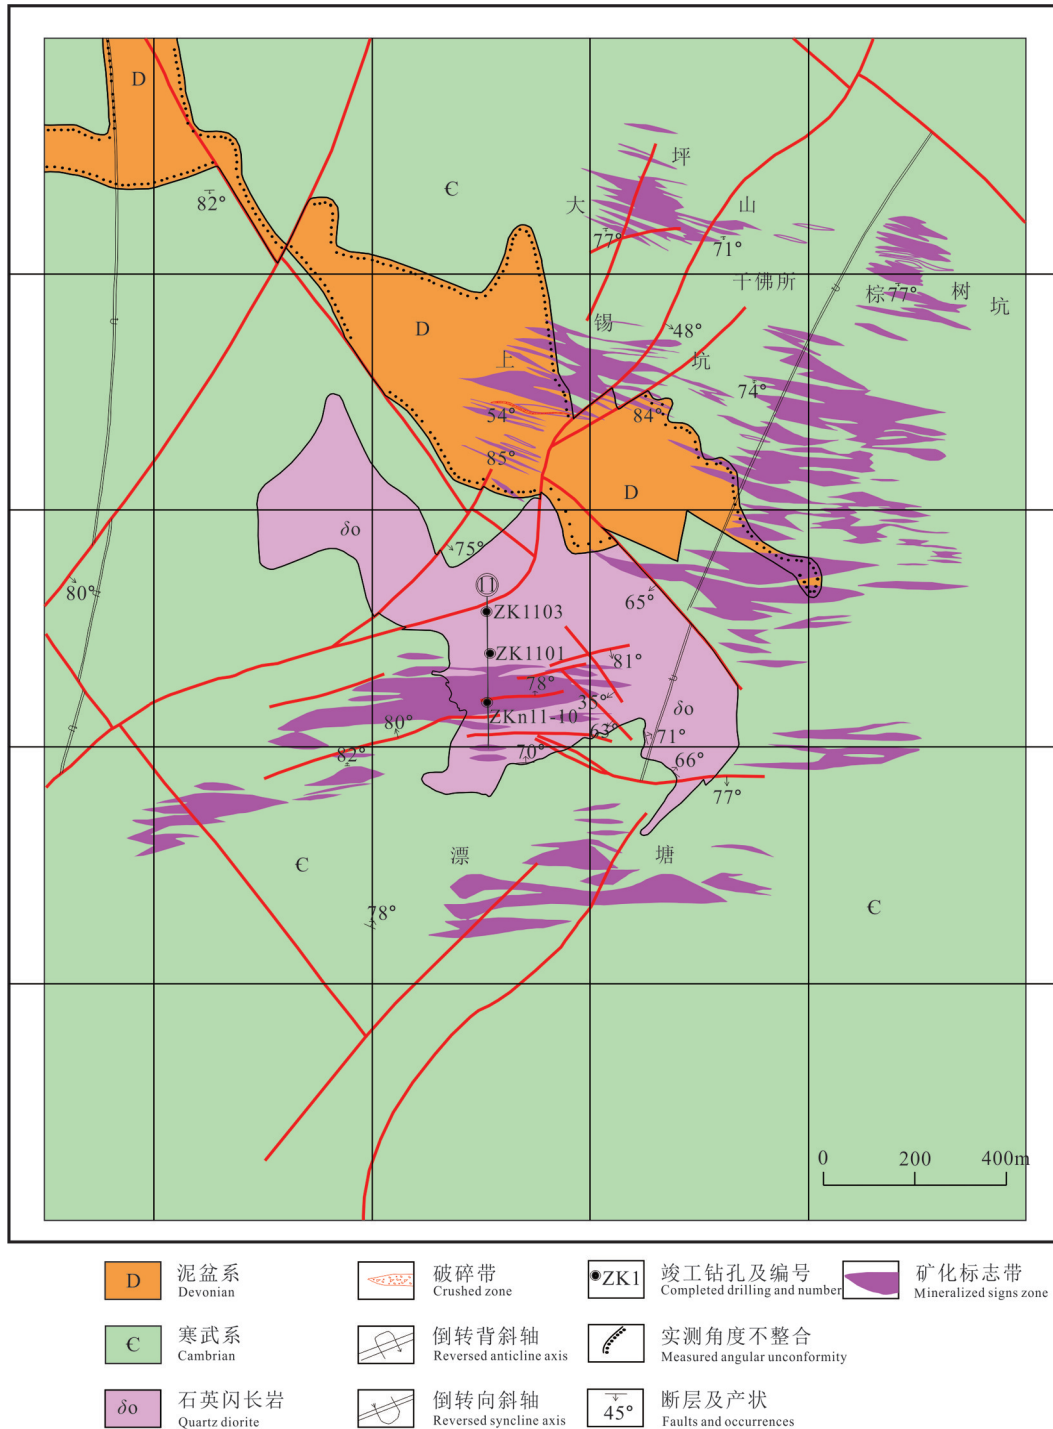 D
82°
Є
大
坪
山
77°
71°
千佛所
棕77°
树
坑
D
锡
上
48°
坑
74°
54°
84°
85°
D
δo
75°
80°
11
65°
ZK1103
ZK1101
81°
78°
35°
ZKn11-10
δo
80°
63°
71°
82°
70°
66°
77°
Є
漂
塘
78°
Є
0 200 400m
D 泥盆系
Devonian
破碎带
Crushed zone
ZK1 竣工钻孔及编号
Completed drilling and number
矿化标志带
Mineralized signs zone
Є 寒武系
Cambrian
倒转背斜轴
Reversed anticline axis
实测角度不整合
Measured angular unconformity
δo 石英闪长岩
Quartz diorite
倒转向斜轴
Reversed syncline axis
45° 断层及产状
Faults and occurrences